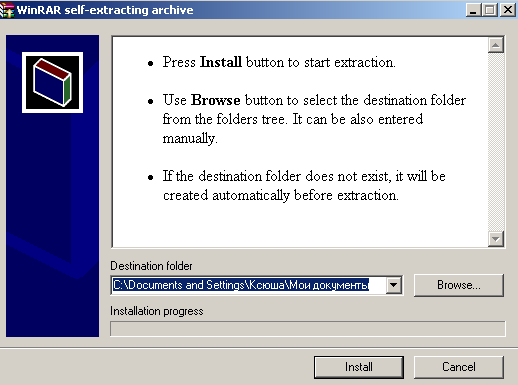 WinRAR self-extracting archive
• Press Install button to start extraction.
• Use Browse button to select the destination folder
from the folders tree. It can be also entered
manually.
• If the destination folder does not exist, it will be
created automatically before extraction.
Destination folder
C:\Documents and Settings\Ксюша\Мои документы
Browse...
Installation progress
Install
Cancel